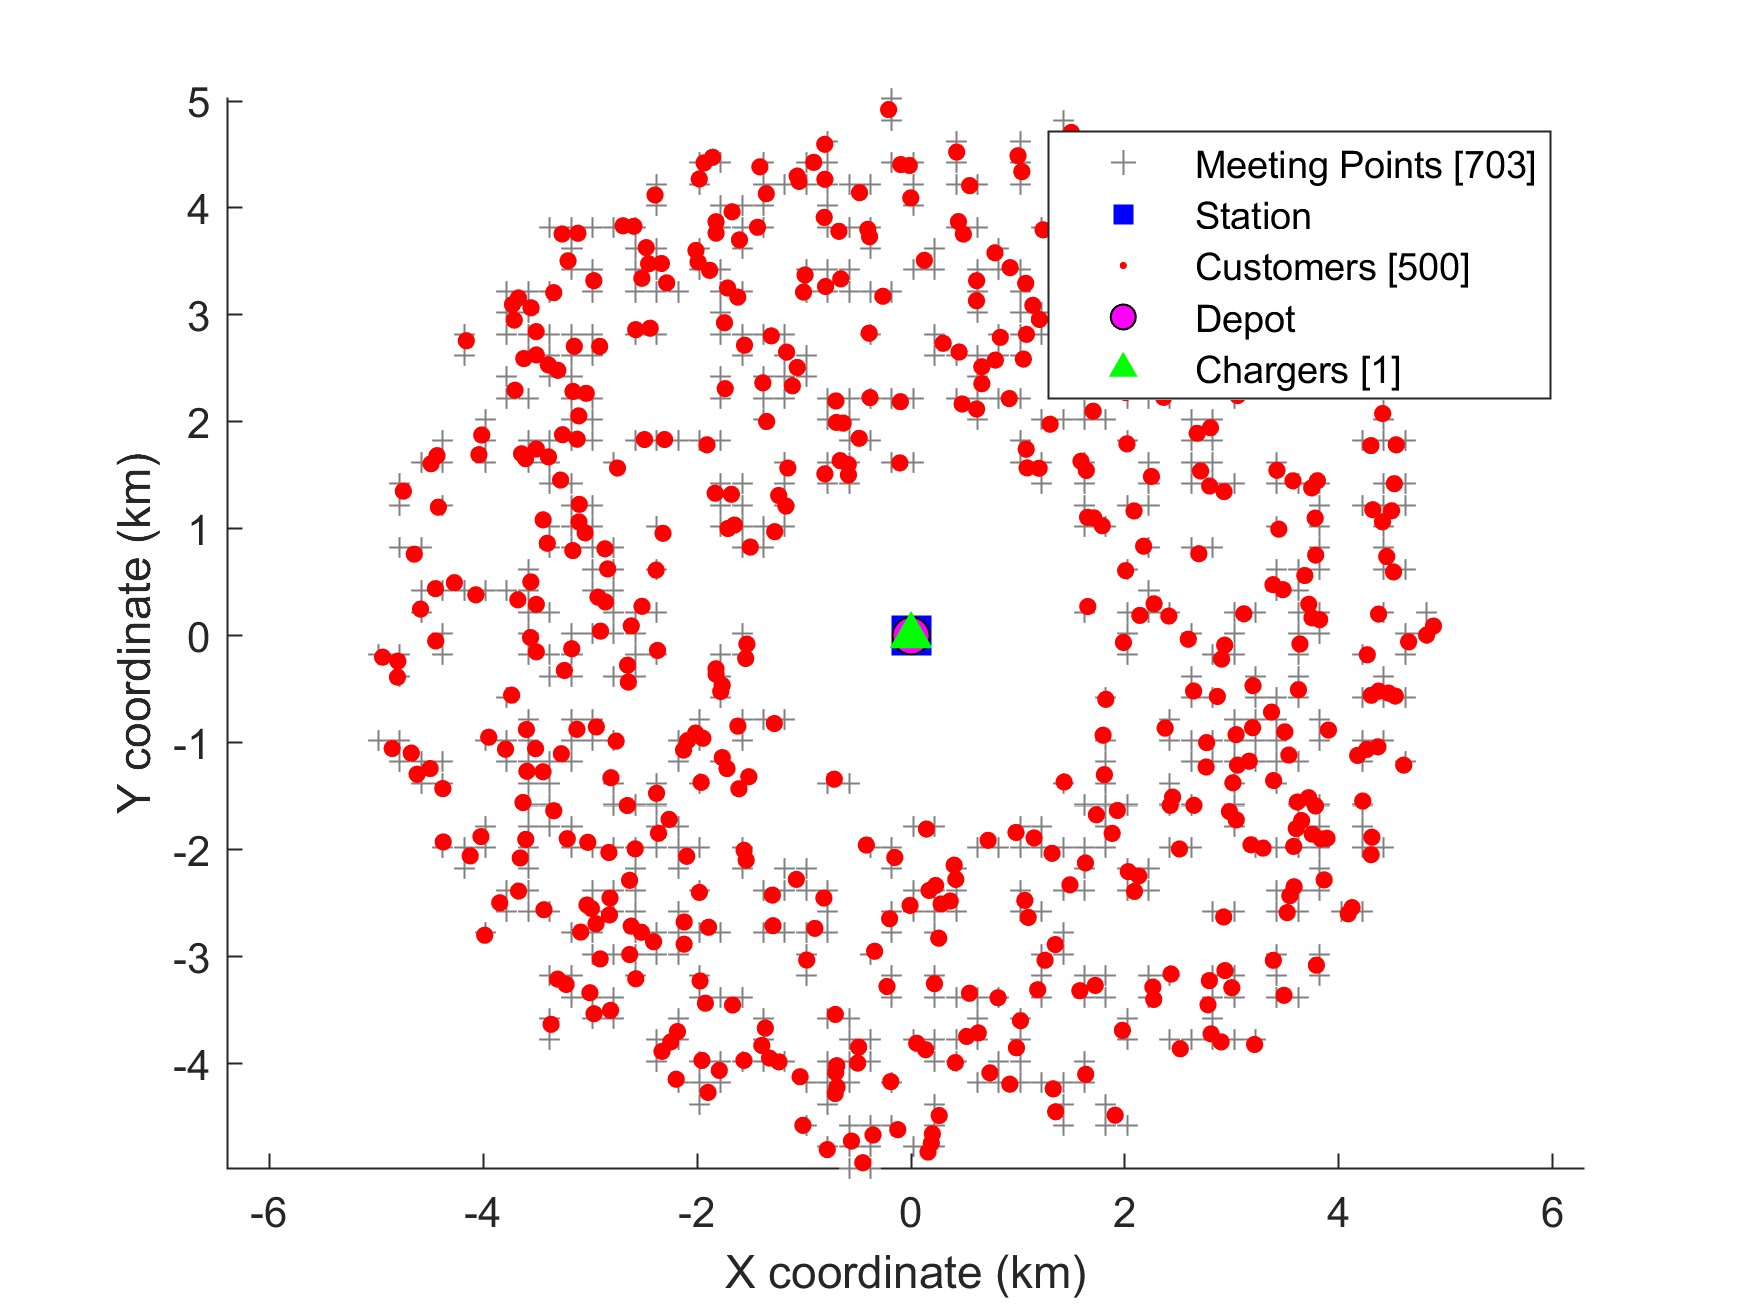 5
4
3
2
1
0
-1
-2
-3
-4
Y coordinate (km)
Meeting Points [703]
Station
Customers [500]
Depot
Chargers [1]
-6 -4 -2 0 2 4 6
X coordinate (km)